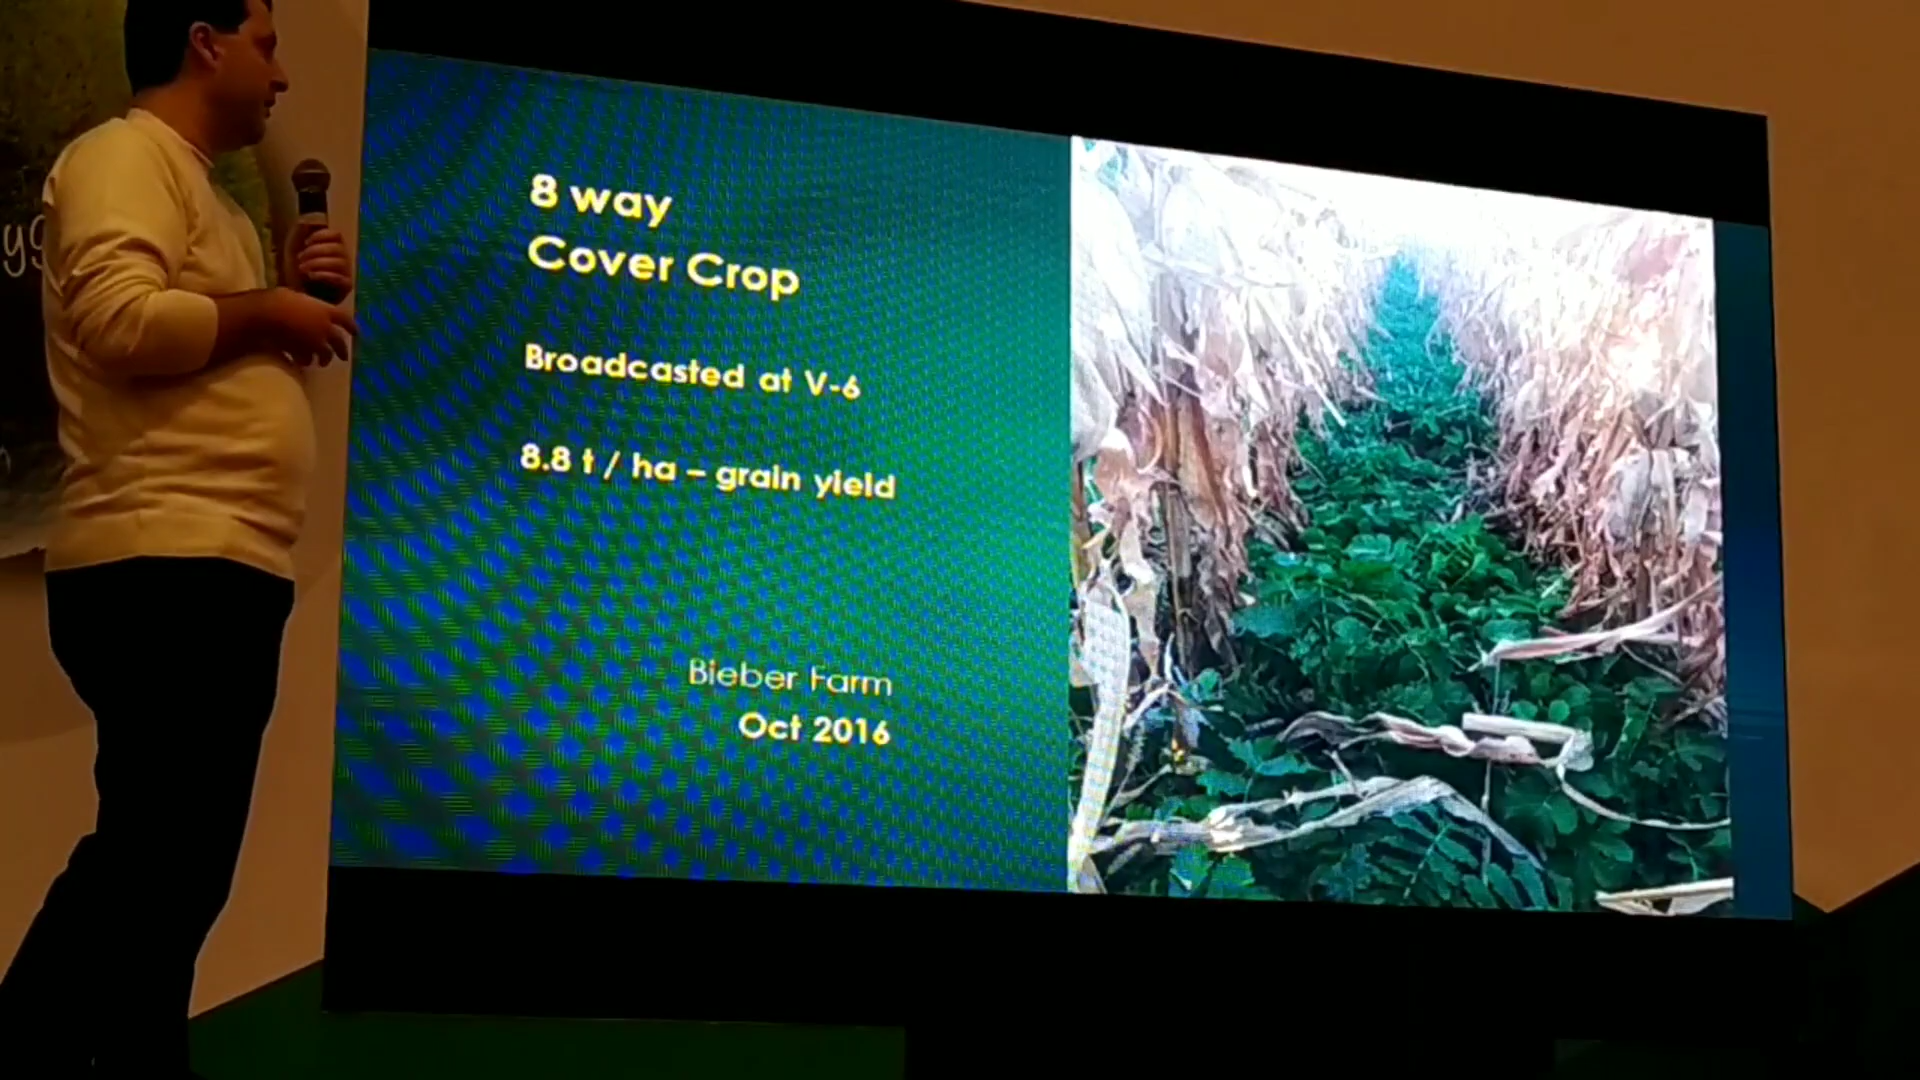 8 way
Cover Crop
Broadcasted at V-6
8.8 t / ha – grain yield
Bieber Farm
Oct 2016